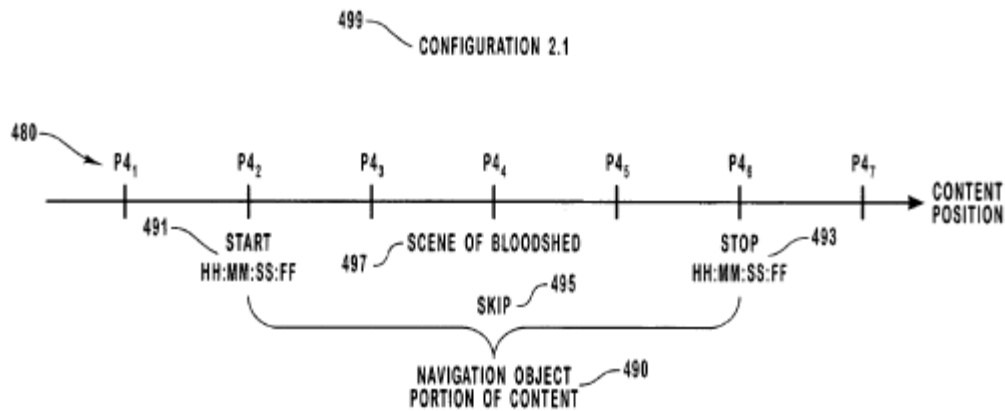 499
CONFIGURATION 2.1
480
P4₁ P4₂ P4₃ P4₄ P4₅ P4₆ P4₇
CONTENT
POSITION
491
START
HH:MM:SS:FF
497
SCENE OF BLOODSHED
STOP
HH:MM:SS:FF
493
SKIP
495
NAVIGATION OBJECT
PORTION OF CONTENT
490